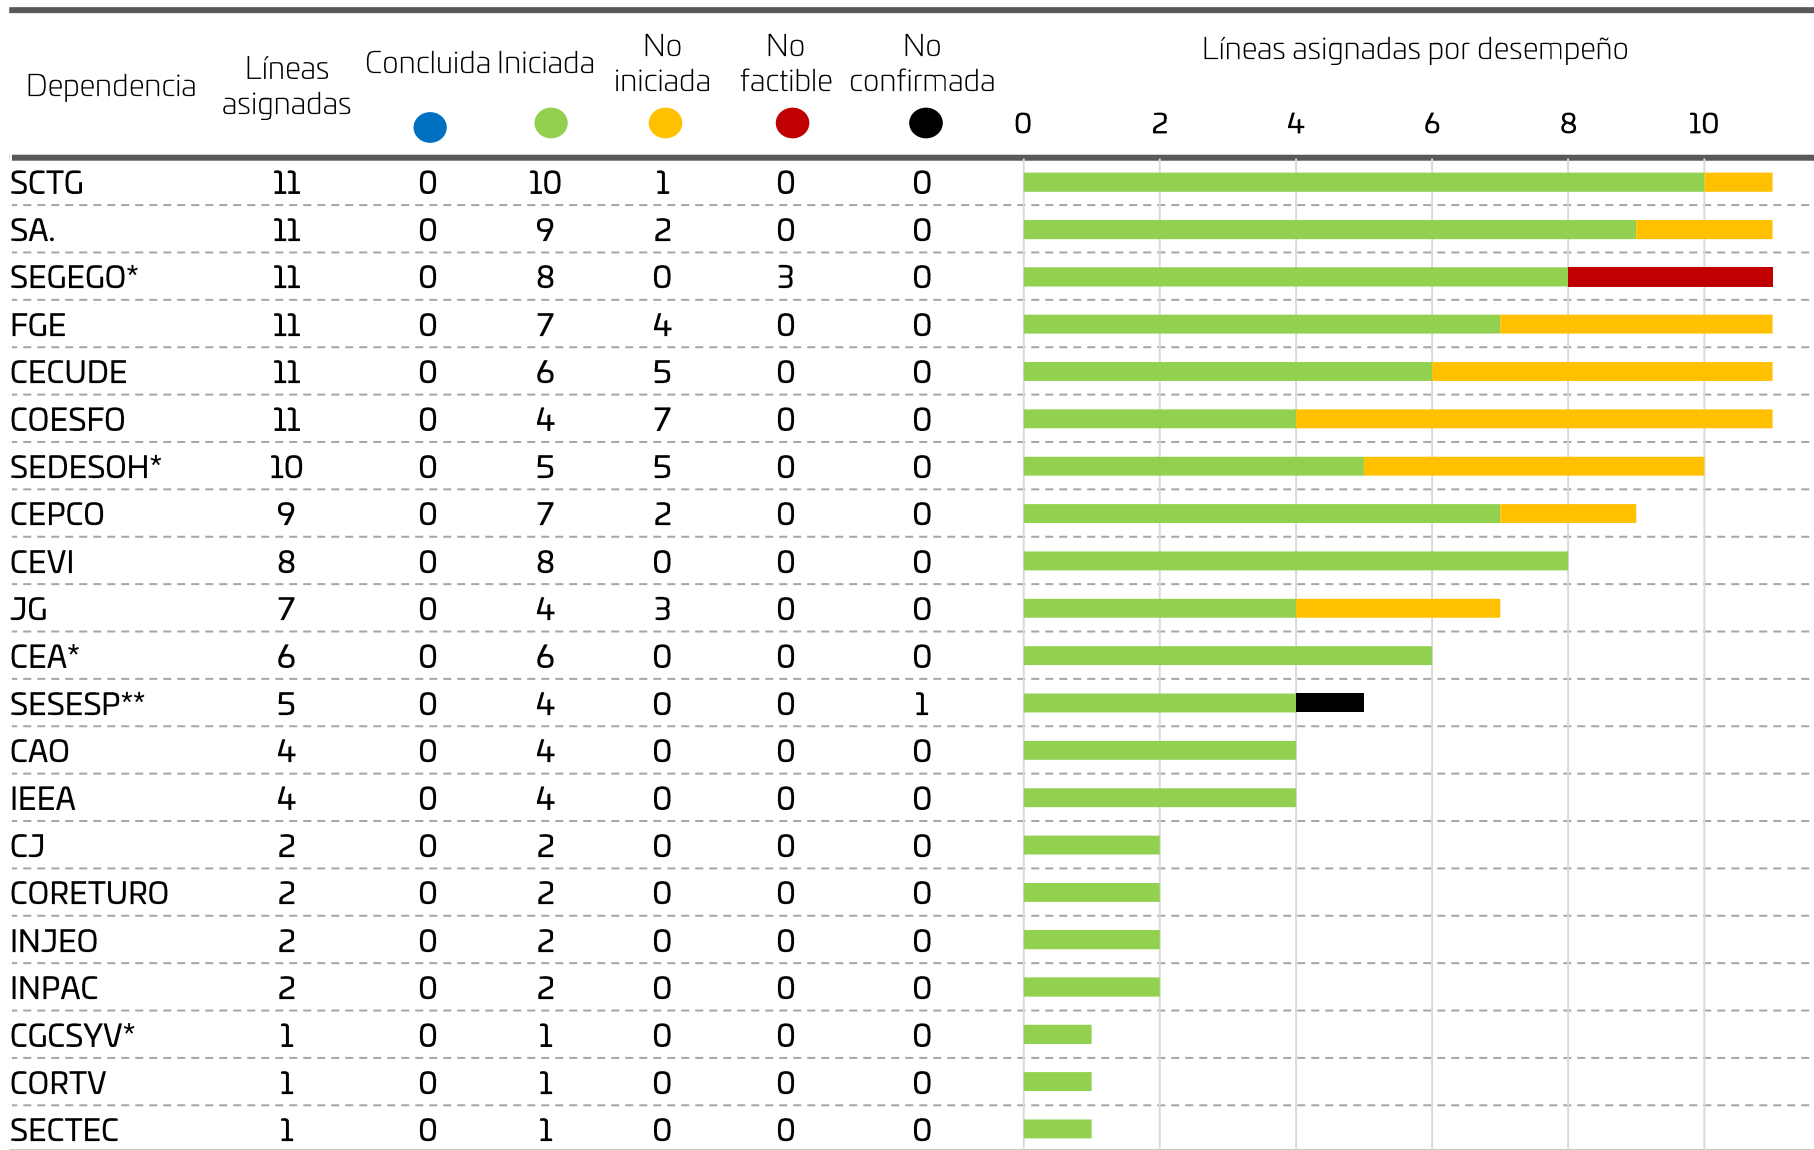 Dependencia Líneas asignadas Concluida Iniciada No iniciada No factible No confirmada Líneas asignadas por desempeño
0 2 4 6 8 10
SCTG 11 0 10 1 0 0
SA. 11 0 9 2 0 0
SEGEGO* 11 0 8 0 3 0
FGE 11 0 7 4 0 0
CECUDE 11 0 6 5 0 0
COESFO 11 0 4 7 0 0
SEDESOH* 10 0 5 5 0 0
CEPCO 9 0 7 2 0 0
CEVI 8 0 8 0 0 0
JG 7 0 4 3 0 0
CEA* 6 0 6 0 0 0
SESESP** 5 0 4 0 0 1
CAO 4 0 4 0 0 0
IEEA 4 0 4 0 0 0
CJ 2 0 2 0 0 0
CORETURO 2 0 2 0 0 0
INJEO 2 0 2 0 0 0
INPAC 2 0 2 0 0 0
CGCSYV* 1 0 1 0 0 0
CORTV 1 0 1 0 0 0
SECTEC 1 0 1 0 0 0